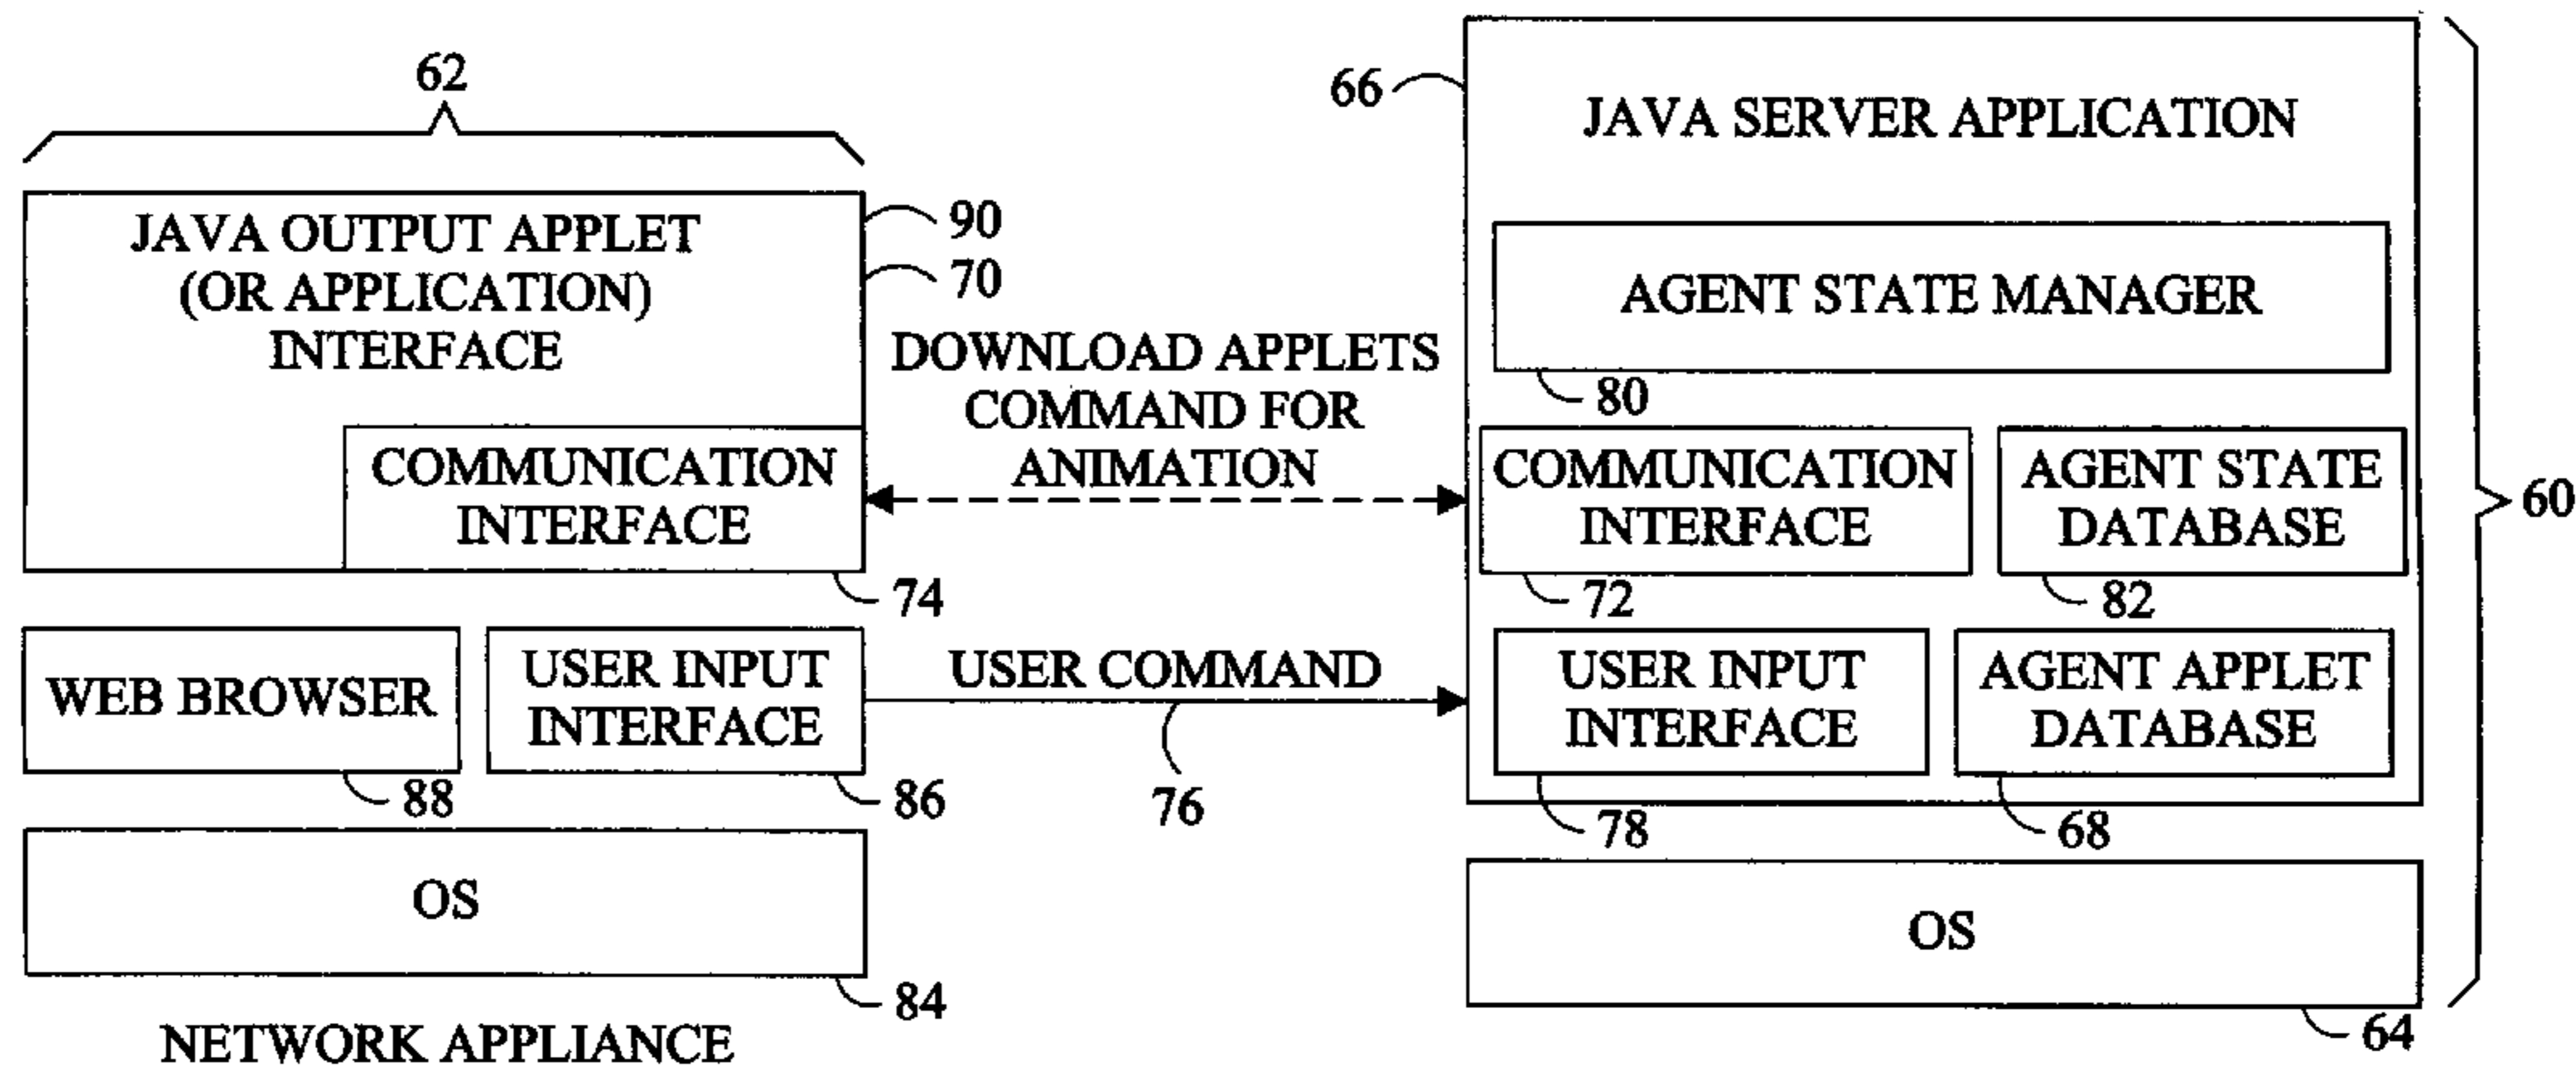 62
JAVA OUTPUT APPLET
(OR APPLICATION)
INTERFACE
90
70
COMMUNICATION
INTERFACE
74
WEB BROWSER
88
USER INPUT
INTERFACE
86
OS
84
NETWORK APPLIANCE
DOWNLOAD APPLETS
COMMAND FOR
ANIMATION
USER COMMAND
76
66
JAVA SERVER APPLICATION
AGENT STATE MANAGER
80
COMMUNICATION
INTERFACE
72
AGENT STATE
DATABASE
82
USER INPUT
INTERFACE
78
AGENT APPLET
DATABASE
68
OS
64
60